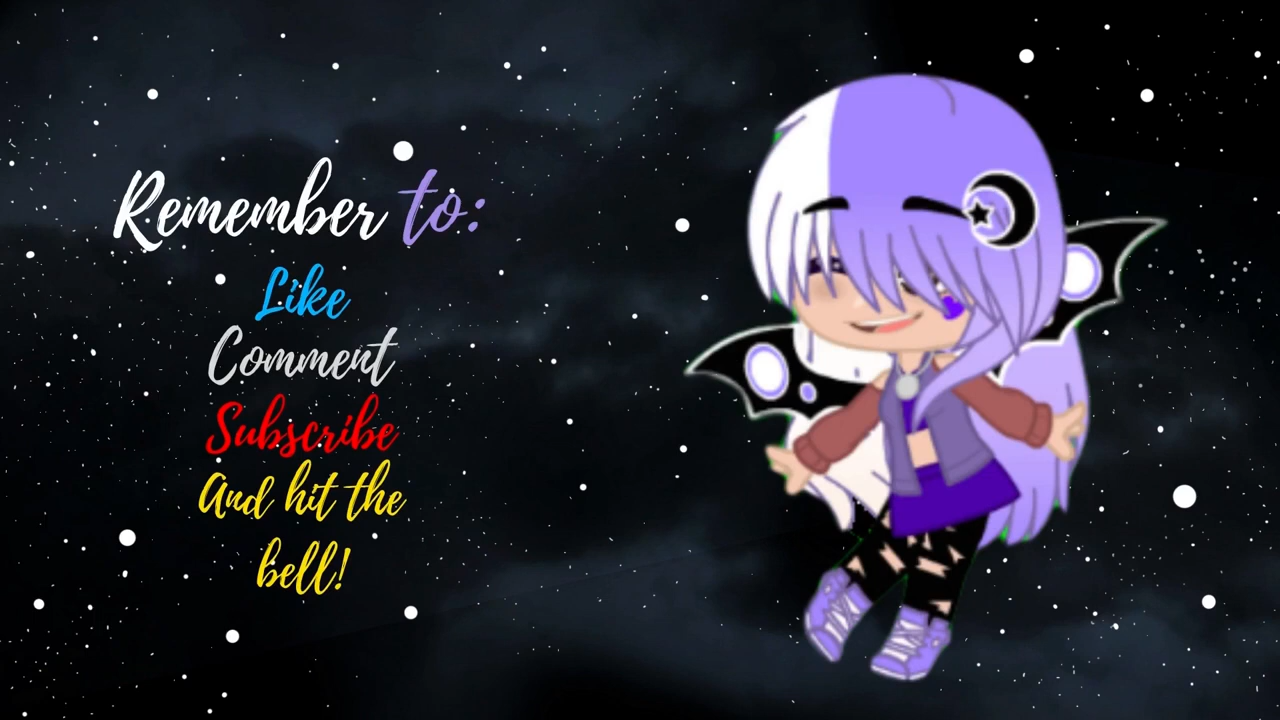 Remember to:
Like
Comment
Subscribe
And hit the
bell!